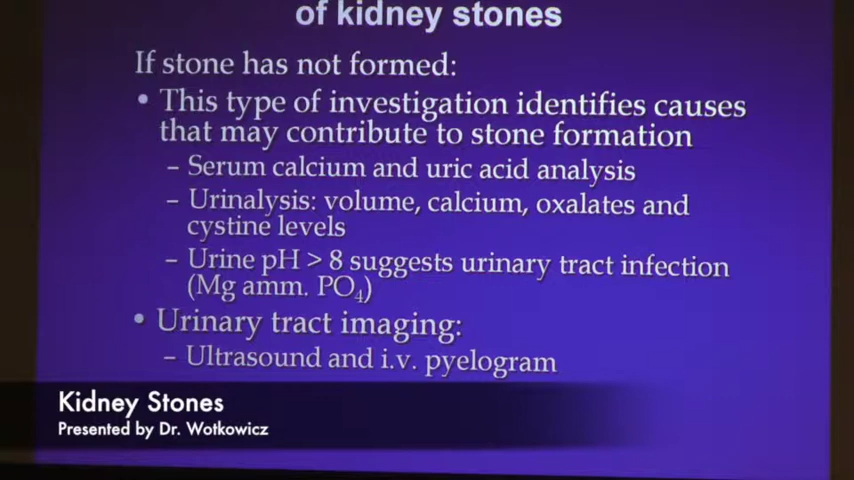 of kidney stones
If stone has not formed:
• This type of investigation identifies causes
that may contribute to stone formation
– Serum calcium and uric acid analysis
– Urinalysis: volume, calcium, oxalates and
cystine levels
– Urine pH > 8 suggests urinary tract infection
(Mg amm. PO₄)
• Urinary tract imaging:
– Ultrasound and i.v. pyelogram
Kidney Stones
Presented by Dr. Wotkowicz